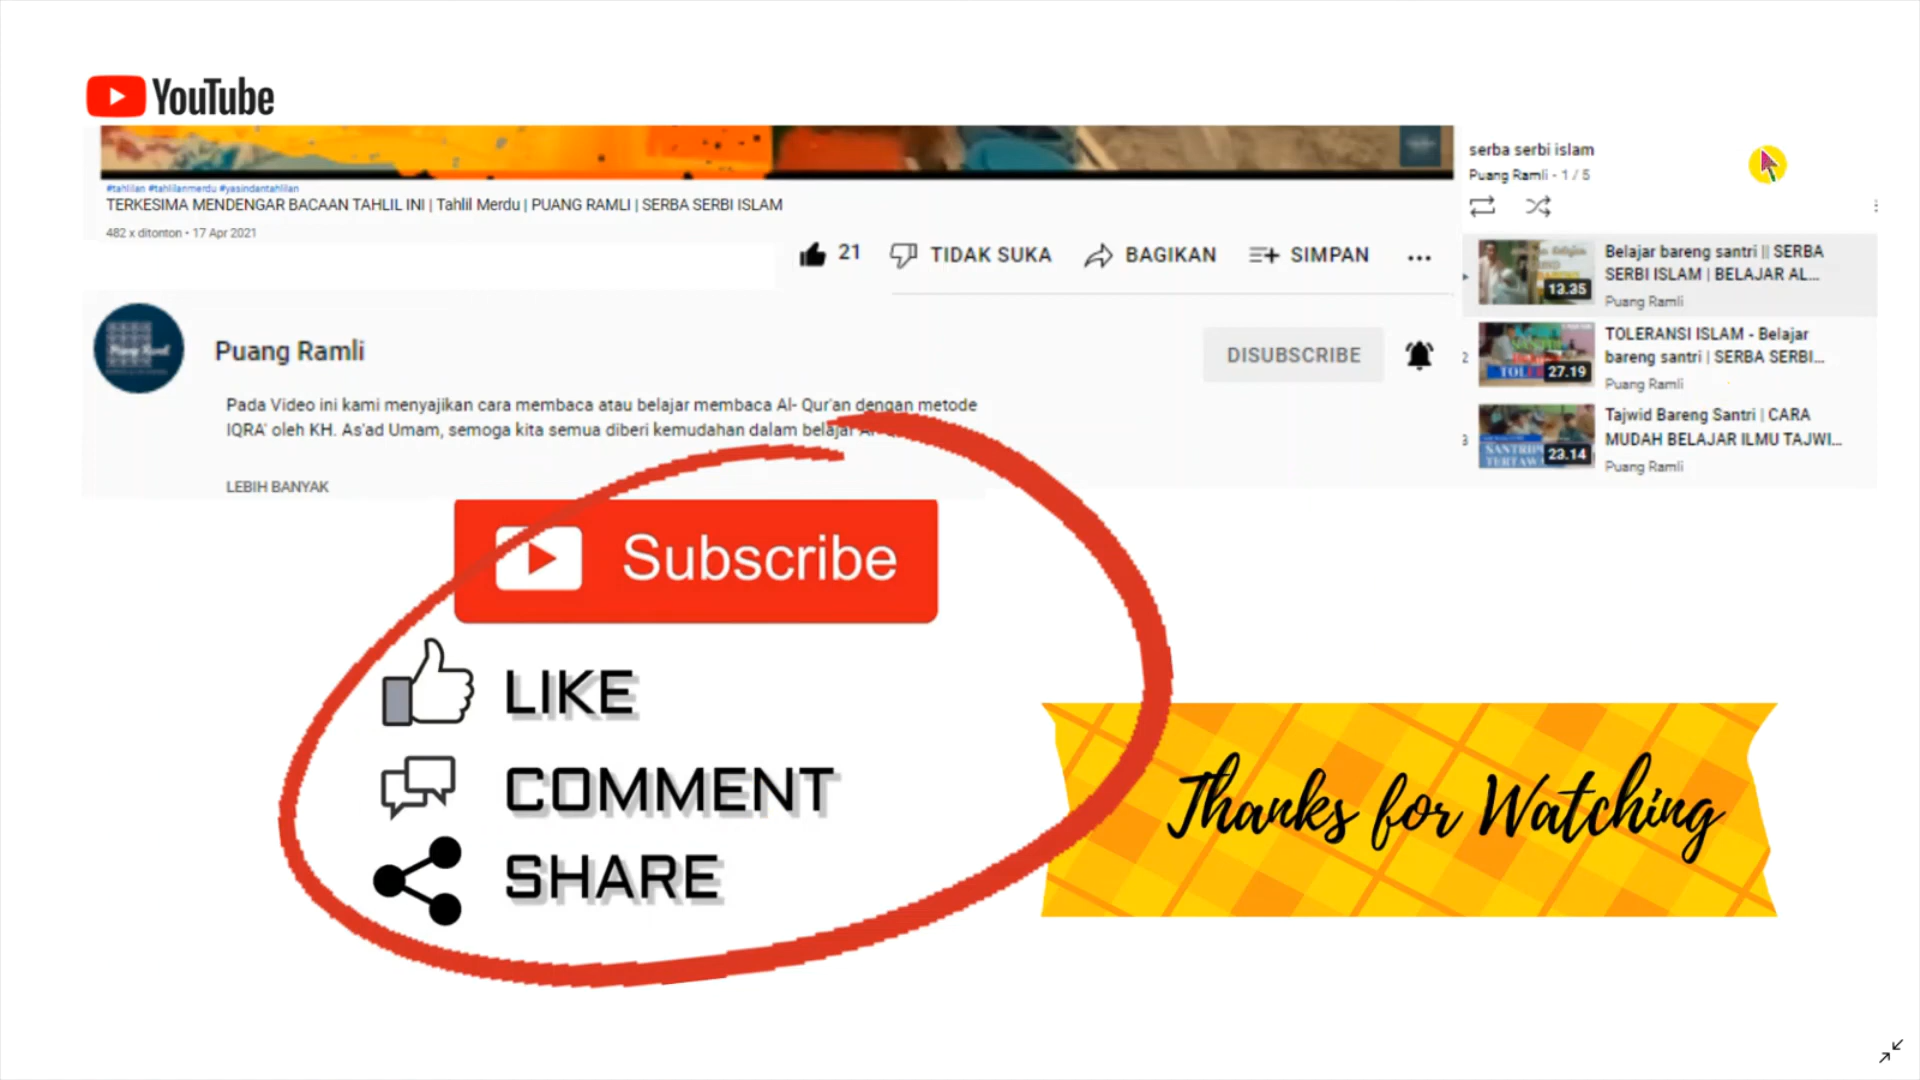 YouTube
#tahlilan #tahlilanmerdu #yasindantahlilan
TERKESIMA MENDENGAR BACAAN TAHLIL INI | Tahlil Merdu | PUANG RAMLI | SERBA SERBI ISLAM
482 x ditonton • 17 Apr 2021
21 TIDAK SUKA BAGIKAN SIMPAN
Puang Ramli
DISUBSCRIBE
Pada Video ini kami menyajikan cara membaca atau belajar membaca Al- Qur'an dengan metode
IQRA' oleh KH. As'ad Umam, semoga kita semua diberi kemudahan dalam belajar
LEBIH BANYAK
serba serbi islam
Puang Ramli - 1 / 5
Belajar bareng santri || SERBA
SERBI ISLAM | BELAJAR AL...
13.35
Puang Ramli
2
TOLERANSI ISLAM - Belajar
bareng santri | SERBA SERBI...
27.19
Puang Ramli
3
Tajwid Bareng Santri | CARA
MUDAH BELAJAR ILMU TAJWI...
23.14
Puang Ramli
Subscribe
LIKE
COMMENT
SHARE
Thanks for Watching